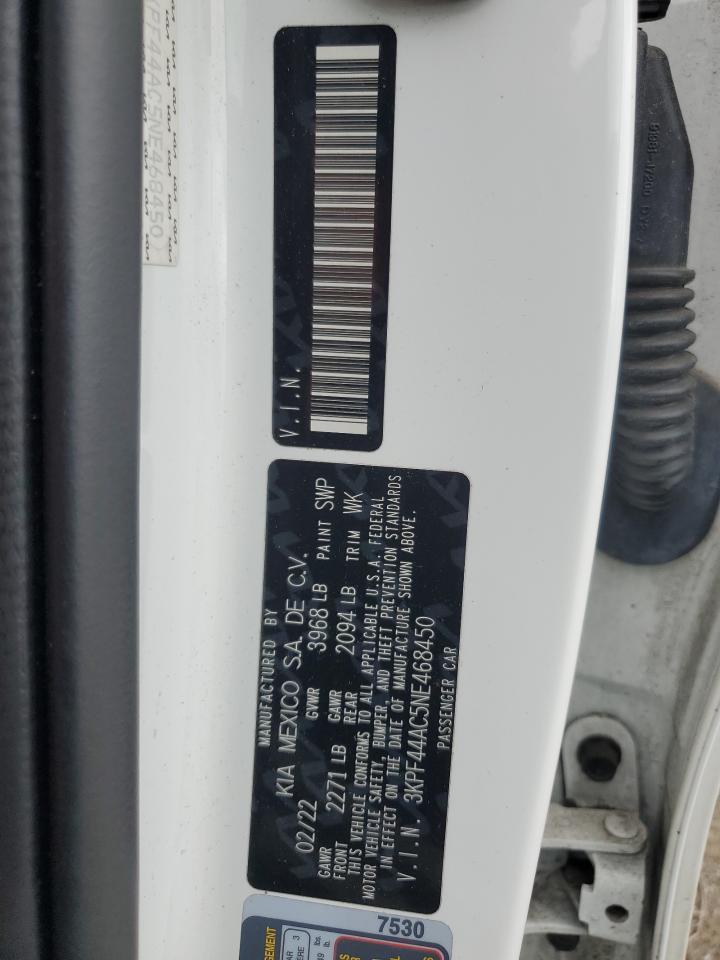 V.I.N.
MANUFACTURED BY
KIA MEXICO S.A. DE C.V.
02/22 GVWR 3968 LB PAINT SWP
GAWR FRONT 2271 LB GAWR REAR 2094 LB TRIM WK
THIS VEHICLE CONFORMS TO ALL APPLICABLE U.S.A. FEDERAL
MOTOR VEHICLE SAFETY, BUMPER, AND THEFT PREVENTION STANDARDS
IN EFFECT ON THE DATE OF MANUFACTURE SHOWN ABOVE.
V.I.N. 3KPF44AC5NE468450
PASSENGER CAR
7530